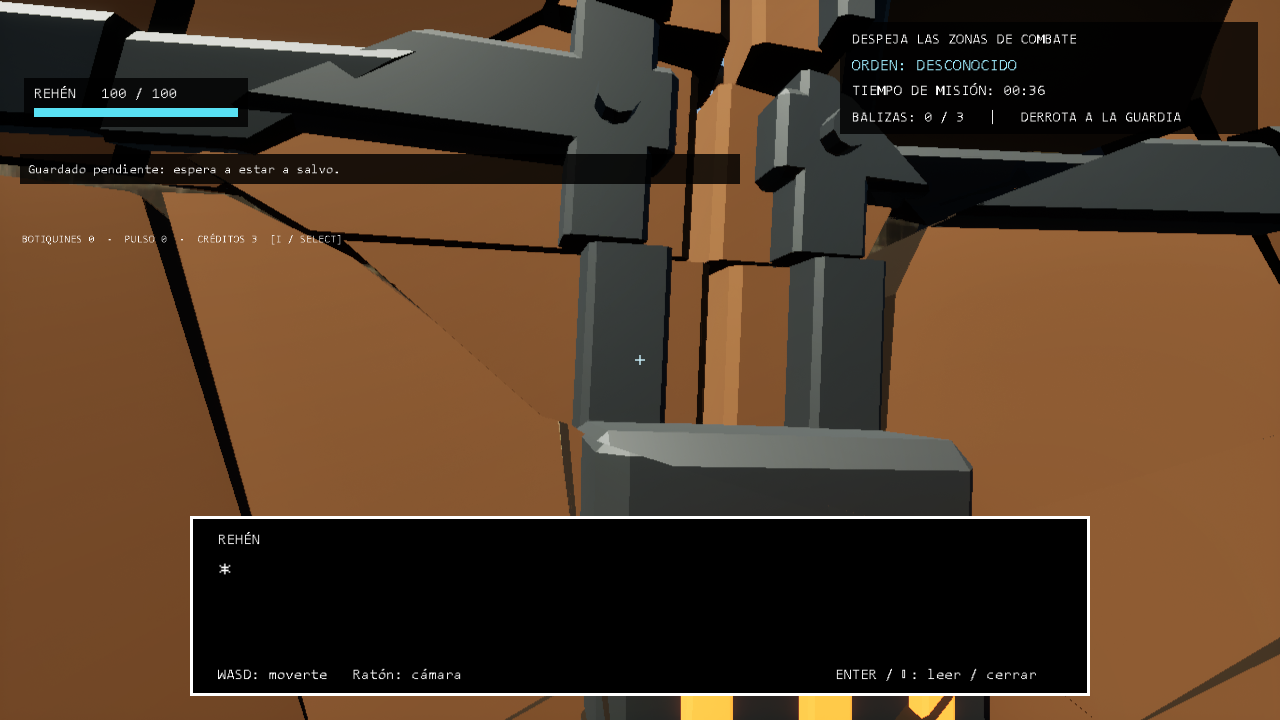 DESPEJA LAS ZONAS DE COMBATE
ORDEN: DESCONOCIDO
TIEMPO DE MISIÓN: 00:36
BALIZAS: 0 / 3 | DERROTA A LA GUARDIA
REHÉN 100 / 100
Guardado pendiente: espera a estar a salvo.
BOTIQUINES 0 · PULSO 0 · CRÉDITOS 3 [I / SELECT]
REHÉN
*
WASD: moverte Ratón: cámara
ENTER / ▯: leer / cerrar